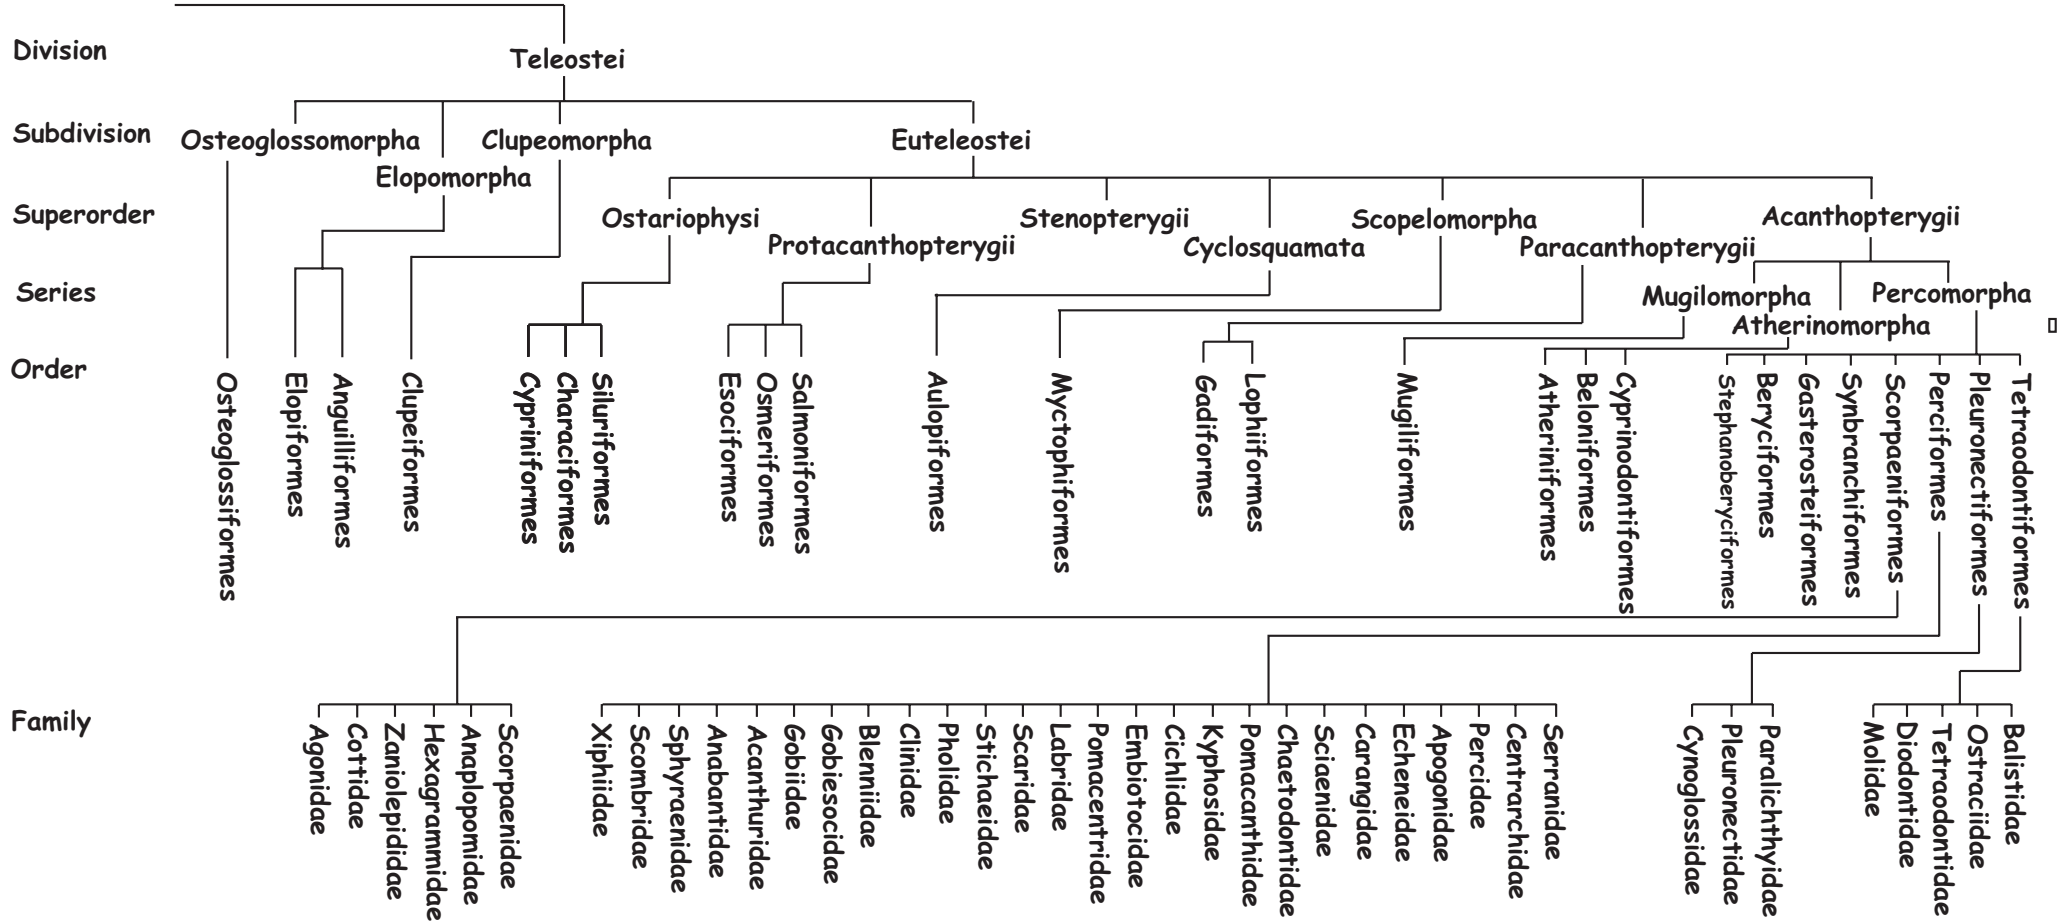 Division
Teleostei
Subdivision
Osteoglossomorpha
Clupeomorpha
Euteleostei
Elopomorpha
Superorder
Ostariophysi
Stenopterygii
Scopelomorpha
Acanthopterygii
Protacanthopterygii
Cyclosquamata
Paracanthopterygii
Series
Mugilomorpha
Percomorpha
Atherinomorpha
Order
Osteoglossiformes
Elopiformes
Anguilliformes
Clupeiformes
Cypriniformes
Characiformes
Siluriformes
Esociformes
Osmeriformes
Salmoniformes
Aulopiformes
Myctophiformes
Gadiformes
Lophiiformes
Mugiliformes
Atheriniformes
Beloniformes
Cyprinodontiformes
Stephanoberyciformes
Beryciformes
Gasterosteiformes
Synbranchiformes
Scorpaeniformes
Perciformes
Pleuronectiformes
Tetraodontiformes
Family
Agonidae
Cottidae
Zaniolepididae
Hexagrammidae
Anaplopomidae
Scorpaenidae
Xiphiidae
Scombridae
Sphyraenidae
Anabantidae
Acanthuridae
Gobiidae
Gobiesocidae
Blenniidae
Clinidae
Pholidae
Stichaeidae
Scaridae
Labridae
Pomacentridae
Embiotocidae
Cichlidae
Kyphosidae
Pomacanthidae
Chaetodontidae
Sciaenidae
Carangidae
Echeneidae
Apogonidae
Percidae
Centrarchidae
Serranidae
Cynoglossidae
Pleuronectidae
Paralichthyidae
Molidae
Diodontidae
Tetraodontidae
Ostraciidae
Balistidae